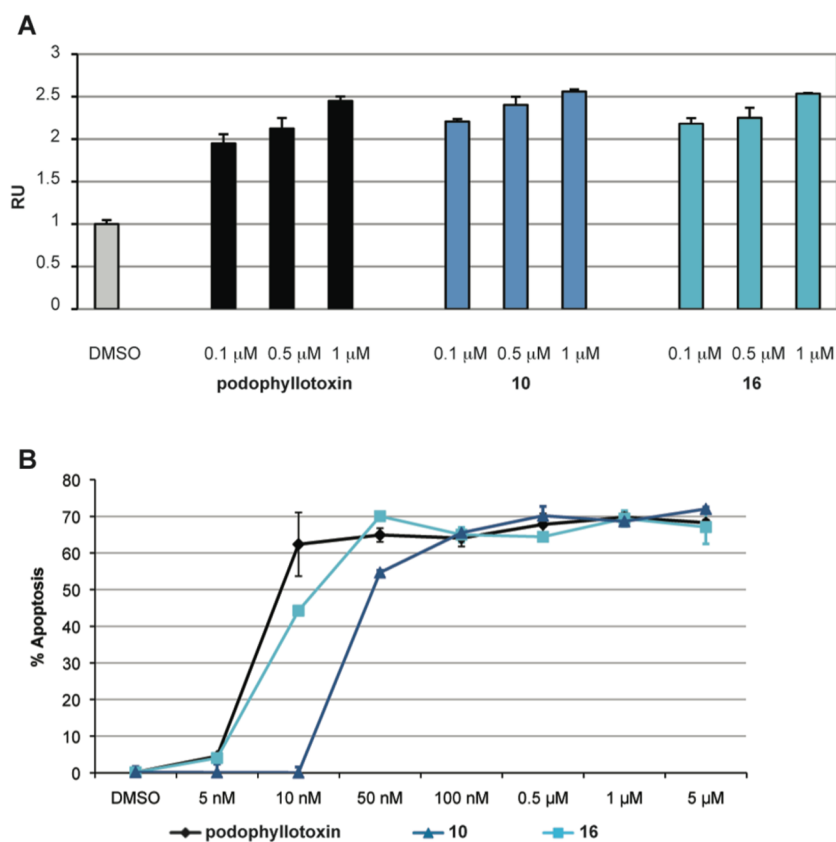 A
3
2.5
2
1.5
1
0.5
0
RU
DMSO 0.1 μM 0.5 μM 1 μM 0.1 μM 0.5 μM 1 μM 0.1 μM 0.5 μM 1 μM
podophyllotoxin 10 16
B
80
70
60
50
40
30
20
10
0
% Apoptosis
DMSO 5 nM 10 nM 50 nM 100 nM 0.5 μM 1 μM 5 μM
podophyllotoxin 10 16